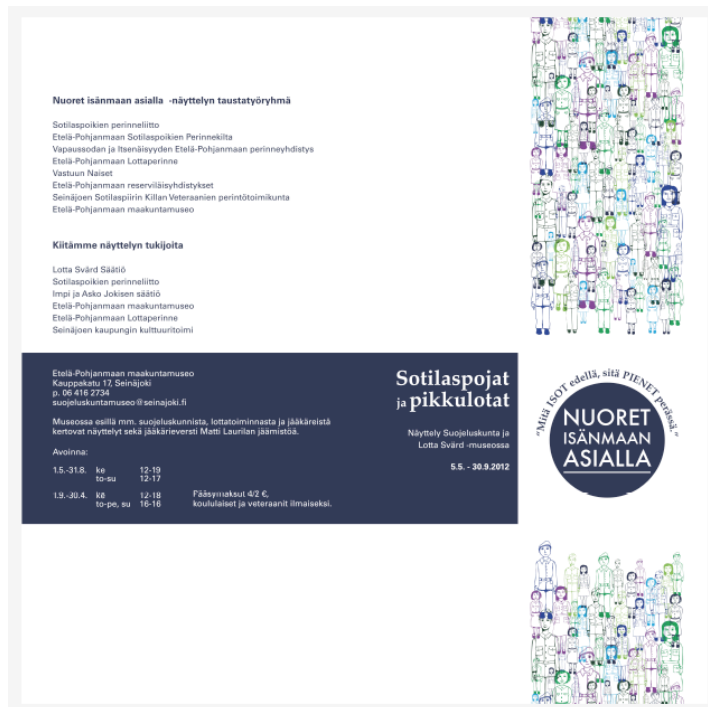 Nuoret isänmaan asialla -näyttelyn taustatyöryhmä
Sotilaspoikien perinneliitto
Etelä-Pohjanmaan Sotilaspoikien Perinnekilta
Vapaussodan ja Itsenäisyyden Etelä-Pohjanmaan perinneyhdistys
Etelä-Pohjanmaan Lottaperinne
Vastuun Naiset
Etelä-Pohjanmaan reserviläisyhdistykset
Seinäjoen Sotilaspiirin Killan Veteraanien perintötoimikunta
Etelä-Pohjanmaan maakuntamuseo
Kiitämme näyttelyn tukijoita
Lotta Svärd Säätiö
Sotilaspoikien perinneliitto
Impi ja Asko Jokisen säätiö
Etelä-Pohjanmaan maakuntamuseo
Etelä-Pohjanmaan Lottaperinne
Seinäjoen kaupungin kulttuuritoimi
Etelä-Pohjanmaan maakuntamuseo
Kauppakatu 17, Seinäjoki
p. 06 416 2734
suojeluskuntamuseo@seinajoki.fi
Museossa esillä mm. suojeluskunnista, lottatoiminnasta ja jääkäreistä
kertovat näyttelyt sekä jääkärieversti Matti Laurilan jäämistöä.
Avoinna:
1.5.-31.8. ke 12-19
to-su 12-17
1.9.-30.4. ke 12-18
to-pe, su 16-16
Pääsymaksut 4/2 €,
koululaiset ja veteraanit ilmaiseksi.
Sotilaspojat
ja pikkulotat
Näyttely Suojeluskunta ja
Lotta Svärd -museossa
5.5. - 30.9.2012
"Mitä ISOT edellä, sitä PIENET perässä."
NUORET
ISÄNMAAN
ASIALLA